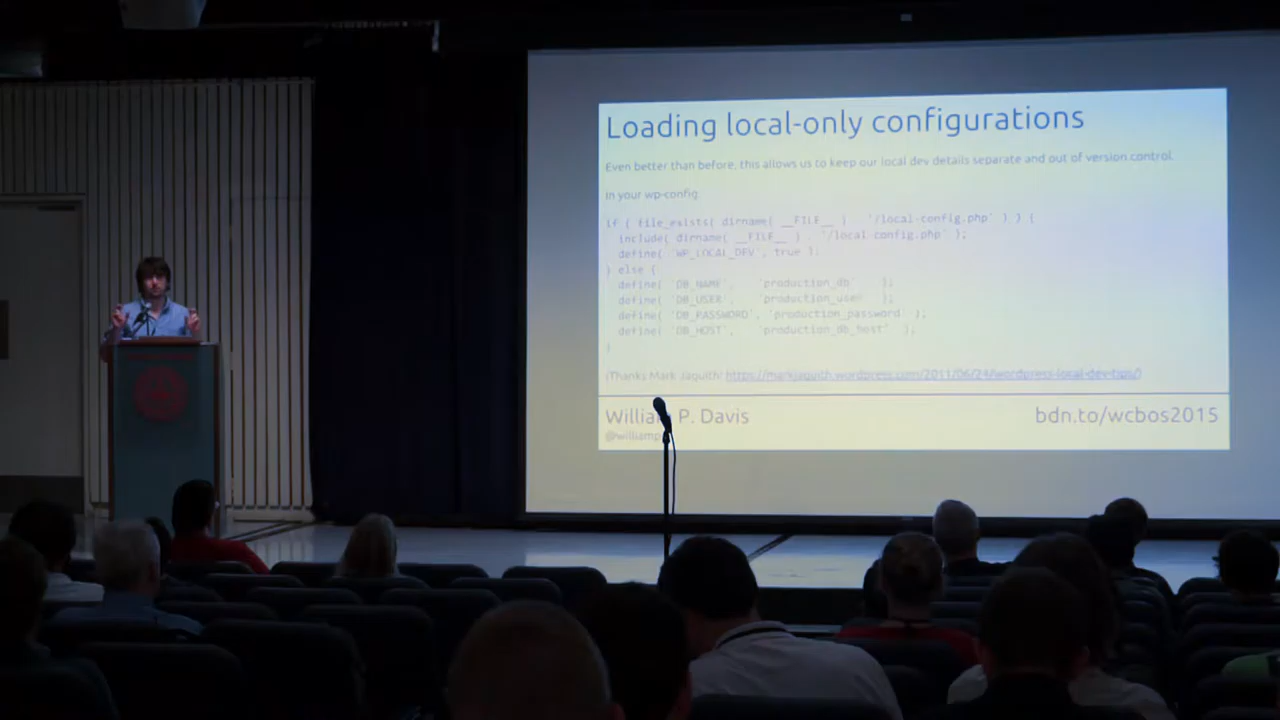 Loading local-only configurations
Even better than before, this allows us to keep our local dev details separate and out of version control.
In your wp-config:
if ( file_exists( dirname( __FILE__ ) . '/local-config.php' ) ) {
include( dirname( __FILE__ ) . '/local-config.php' );
define( 'WP_LOCAL_DEV', true );
} else {
define( 'DB_NAME', 'production_db' );
define( 'DB_USER', 'production_user' );
define( 'DB_PASSWORD', 'production_password' );
define( 'DB_HOST', 'production_db_host' );
}
(Thanks Mark Jaquith: https://markjaquith.wordpress.com/2011/06/24/wordpress-local-dev-tips/)
William P. Davis
bdn.to/wcbos2015
@williamp